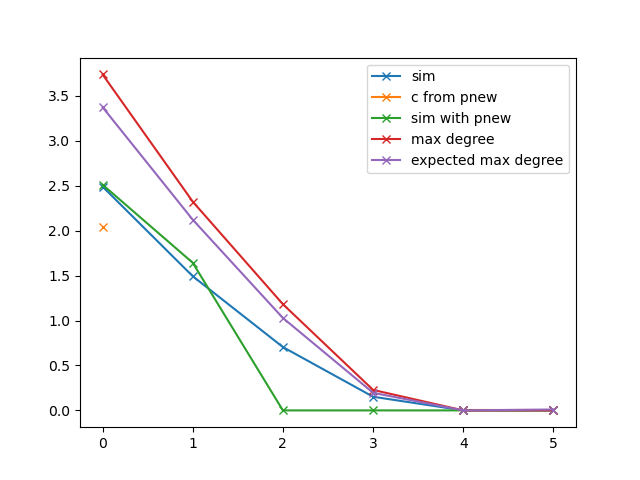 sim
c from pnew
sim with pnew
max degree
expected max degree
3.5
3.0
2.5
2.0
1.5
1.0
0.5
0.0
0 1 2 3 4 5